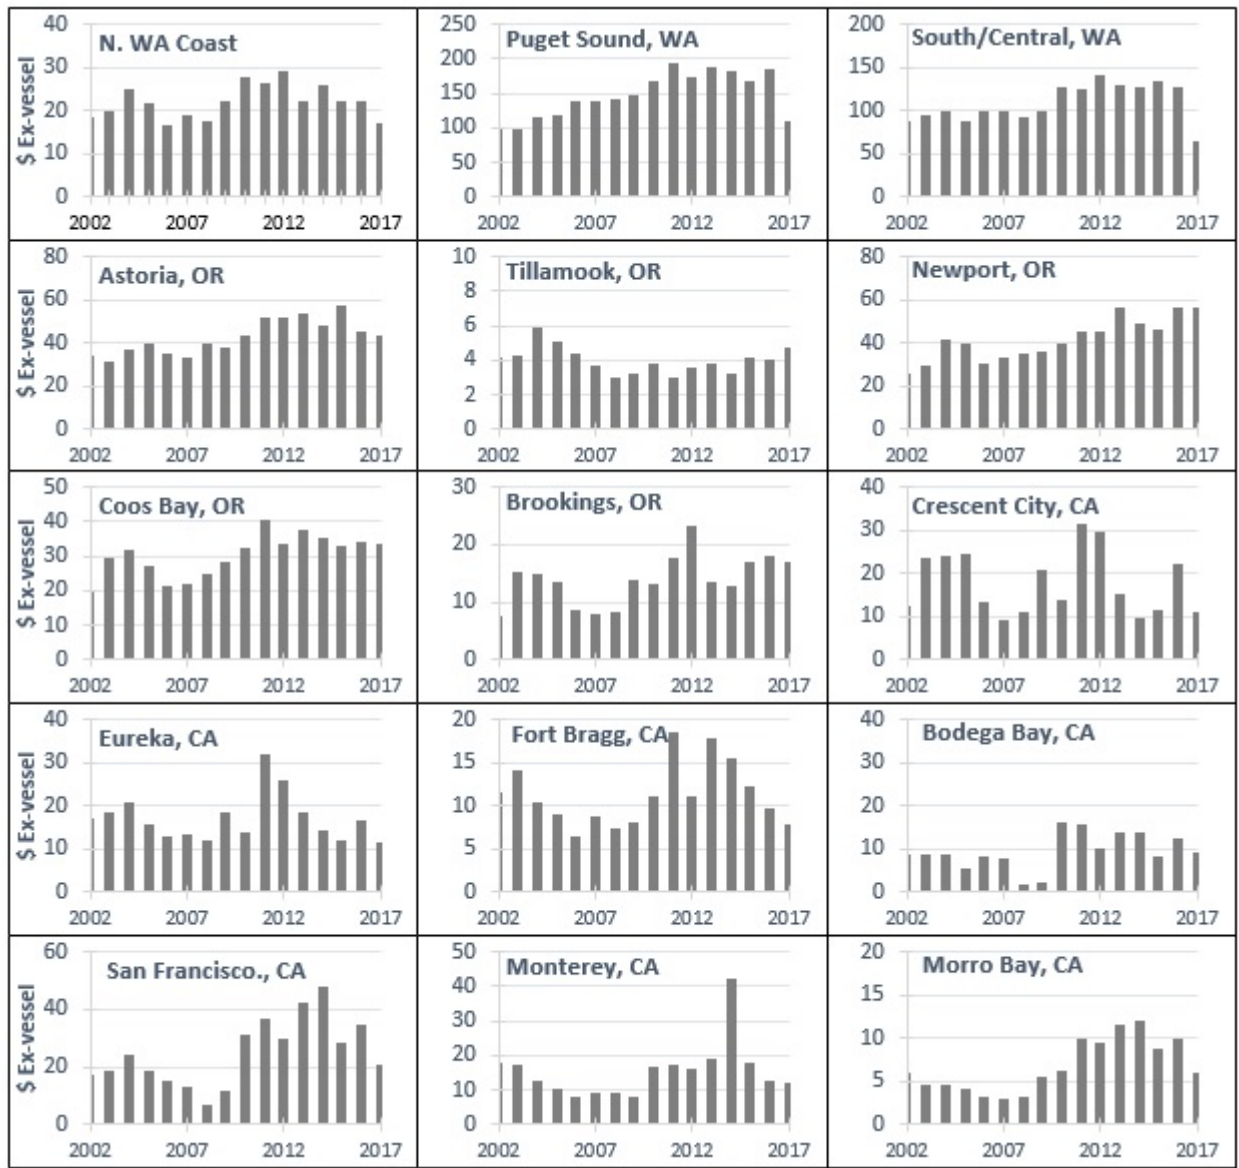 N. WA Coast
$ Ex-vessel
40
30
20
10
0
2002 2007 2012 2017
Puget Sound, WA
250
200
150
100
50
0
2002 2007 2012 2017
South/Central, WA
200
150
100
50
0
2002 2007 2012 2017
Astoria, OR
$ Ex-vessel
80
60
40
20
0
2002 2007 2012 2017
Tillamook, OR
10
8
6
4
2
0
2002 2007 2012 2017
Newport, OR
80
60
40
20
0
2002 2007 2012 2017
Coos Bay, OR
$ Ex-vessel
50
40
30
20
10
0
2002 2007 2012 2017
Brookings, OR
30
20
10
0
2002 2007 2012 2017
Crescent City, CA
40
30
20
10
0
2002 2007 2012 2017
Eureka, CA
$ Ex-vessel
40
30
20
10
0
2002 2007 2012 2017
Fort Bragg, CA
20
15
10
5
0
2002 2007 2012 2017
Bodega Bay, CA
40
30
20
10
0
2002 2007 2012 2017
San Francisco., CA
$ Ex-vessel
60
40
20
0
2002 2007 2012 2017
Monterey, CA
50
40
30
20
10
0
2002 2007 2012 2017
Morro Bay, CA
20
15
10
5
0
2002 2007 2012 2017